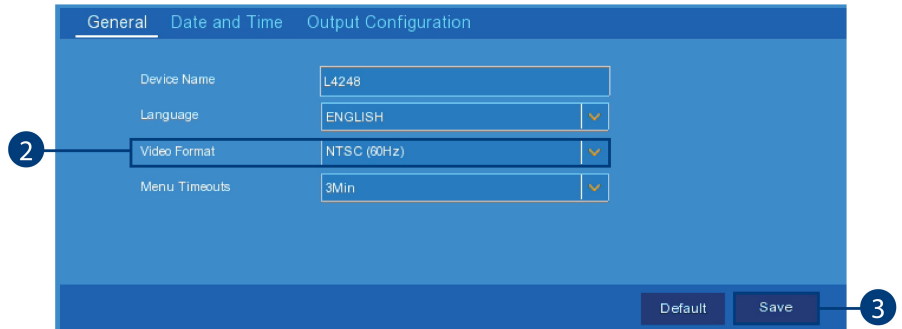 General Date and Time Output Configuration
Device Name L4248
Language ENGLISH
2 Video Format NTSC (60Hz)
Menu Timeouts 3Min
Default Save 3